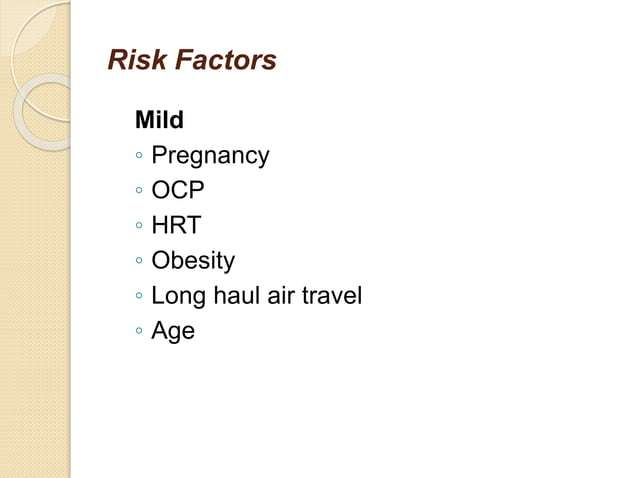 Risk Factors
Mild
◦ Pregnancy
◦ OCP
◦ HRT
◦ Obesity
◦ Long haul air travel
◦ Age